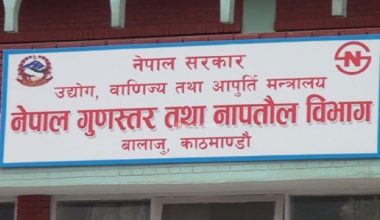 नेपाल सरकार
उद्योग, वाणिज्य तथा आपुर्ति मन्त्रालय
नेपाल गुणस्तर तथा नापतौल विभाग
बालाजु, काठमाण्डौ
N